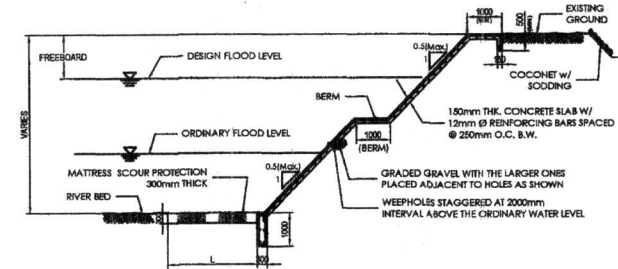 1000
(MIN.)
500
EXISTING
GROUND
0.5(Max.)
1
FREEBOARD
DESIGN FLOOD LEVEL
150
COCONET w/
SODDING
BERM
150mm THK. CONCRETE SLAB W/
12mm Ø REINFORCING BARS SPACED
@ 250mm O.C. B.W.
VARIES
ORDINARY FLOOD LEVEL
1000
(BERM)
0.5(Max.)
1
MATTRESS SCOUR PROTECTION
300mm THICK
GRADED GRAVEL WITH THE LARGER ONES
PLACED ADJACENT TO HOLES AS SHOWN
RIVER BED
WEEPHOLES STAGGERED AT 2000mm
INTERVAL ABOVE THE ORDINARY WATER LEVEL
300
1000
L
300